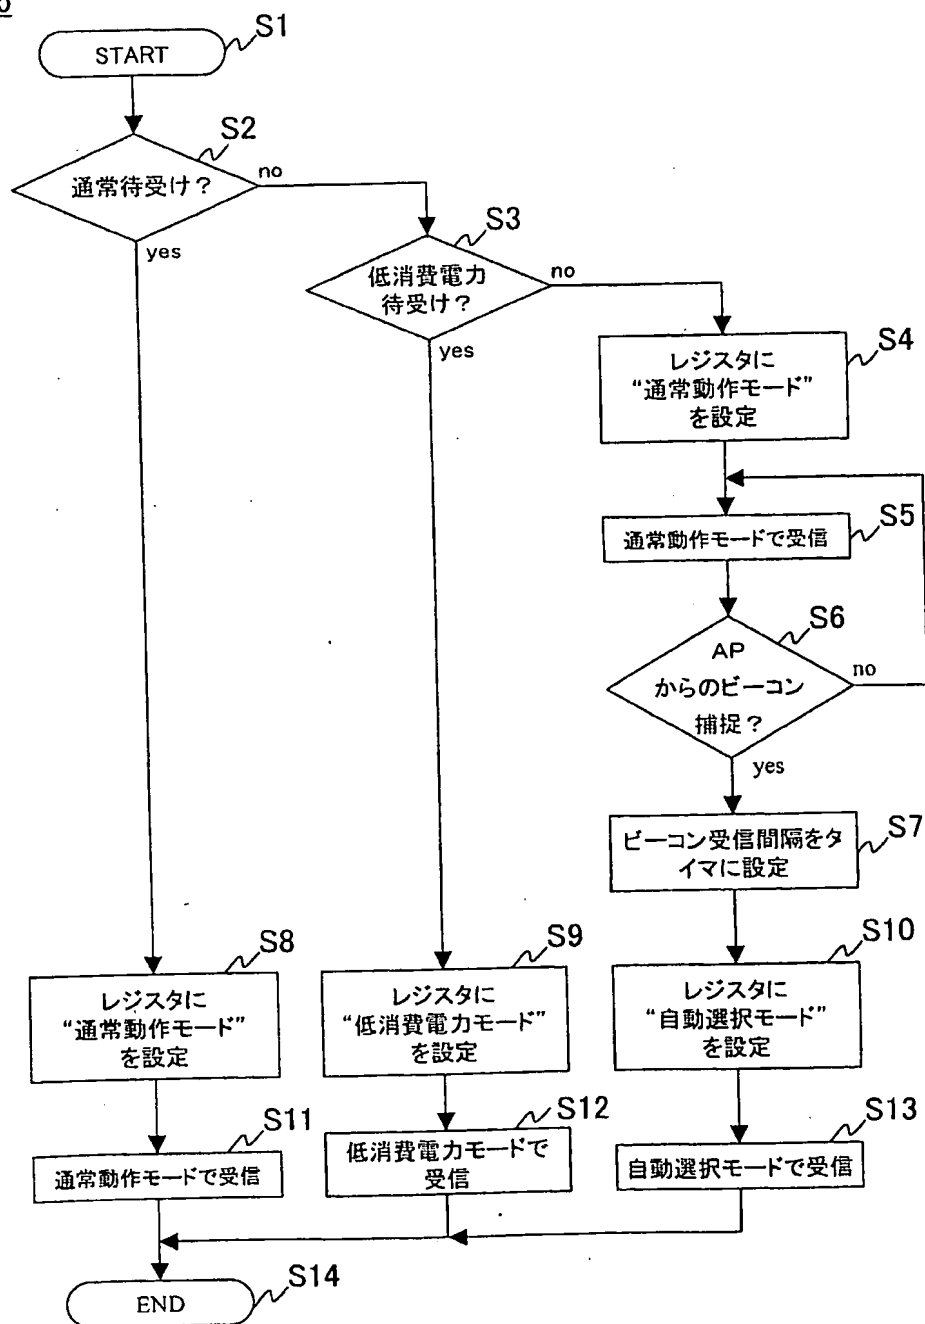 START
S1
通常待受け?
S2
no
yes
低消費電力
待受け?
S3
no
yes
レジスタに
“通常動作モード”
を設定
S4
通常動作モードで受信
S5
AP
からのビーコン
捕捉?
S6
no
yes
ビーコン受信間隔をタ
イマに設定
S7
レジスタに
“通常動作モード”
を設定
S8
レジスタに
“低消費電力モード”
を設定
S9
レジスタに
“自動選択モード”
を設定
S10
通常動作モードで受信
S11
低消費電力モードで
受信
S12
自動選択モードで受信
S13
END
S14